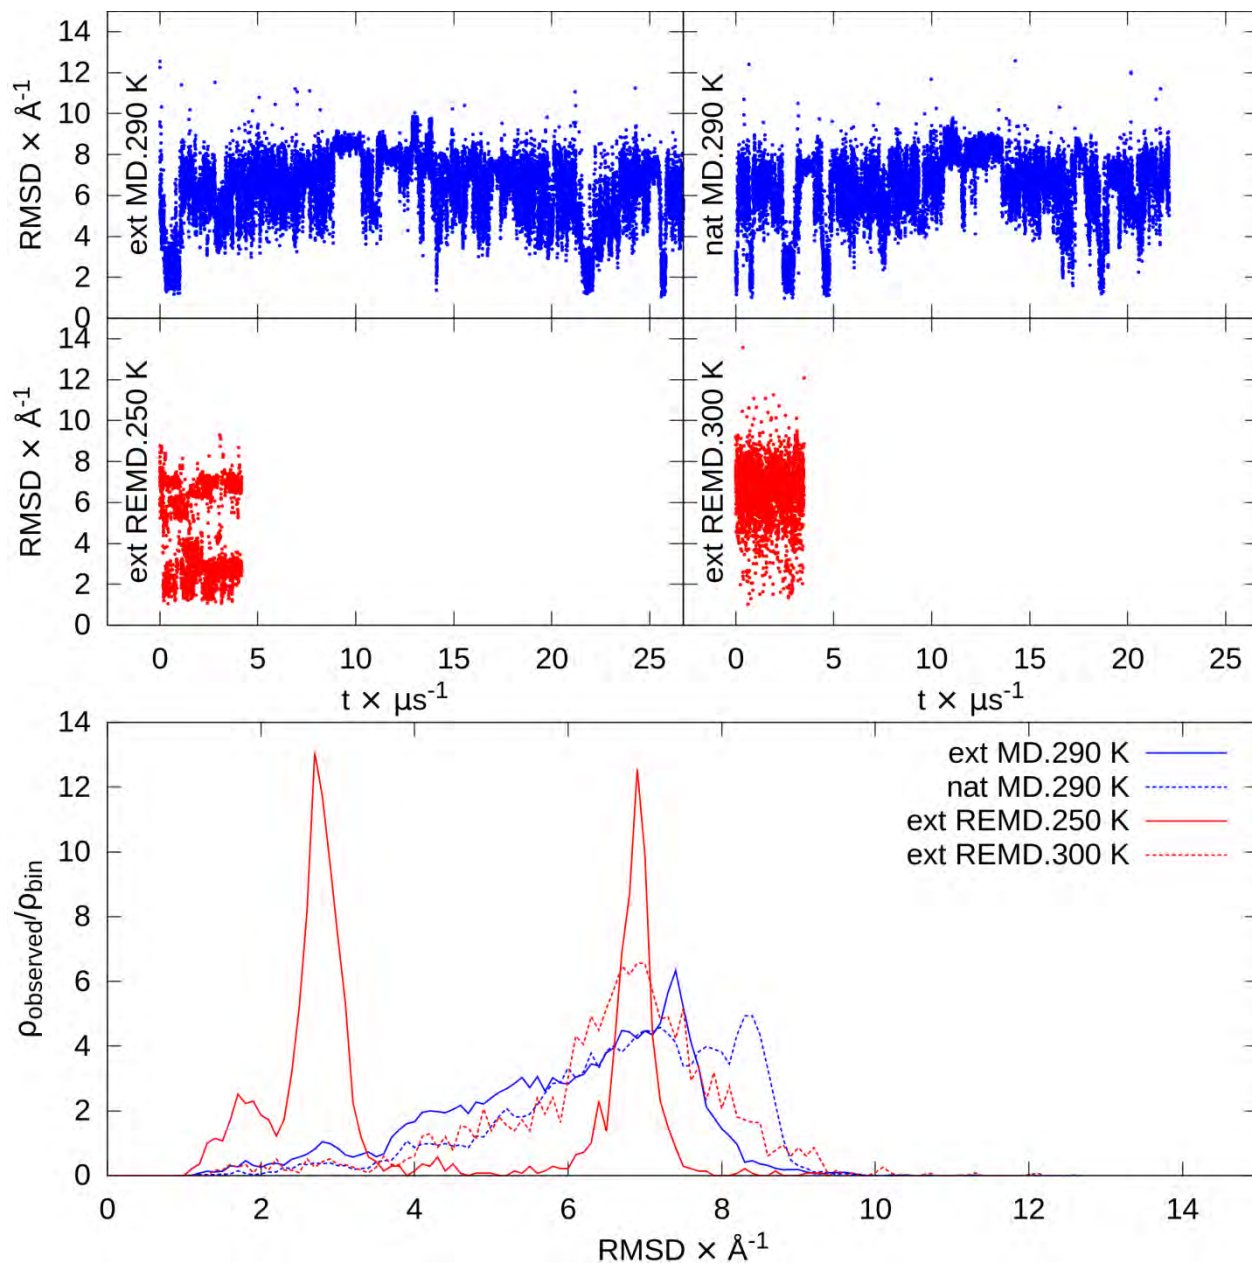 14
12
10
8
6
4
2
0
RMSD × Å⁻¹
ext MD.290 K
nat MD.290 K
14
12
10
8
6
4
2
0
RMSD × Å⁻¹
ext REMD.250 K
ext REMD.300 K
0 5 10 15 20 25 0 5 10 15 20 25
t × µs⁻¹ t × µs⁻¹
14
12
10
8
6
4
2
0
ρobserved/ρbin
ext MD.290 K
nat MD.290 K
ext REMD.250 K
ext REMD.300 K
0 2 4 6 8 10 12 14
RMSD × Å⁻¹